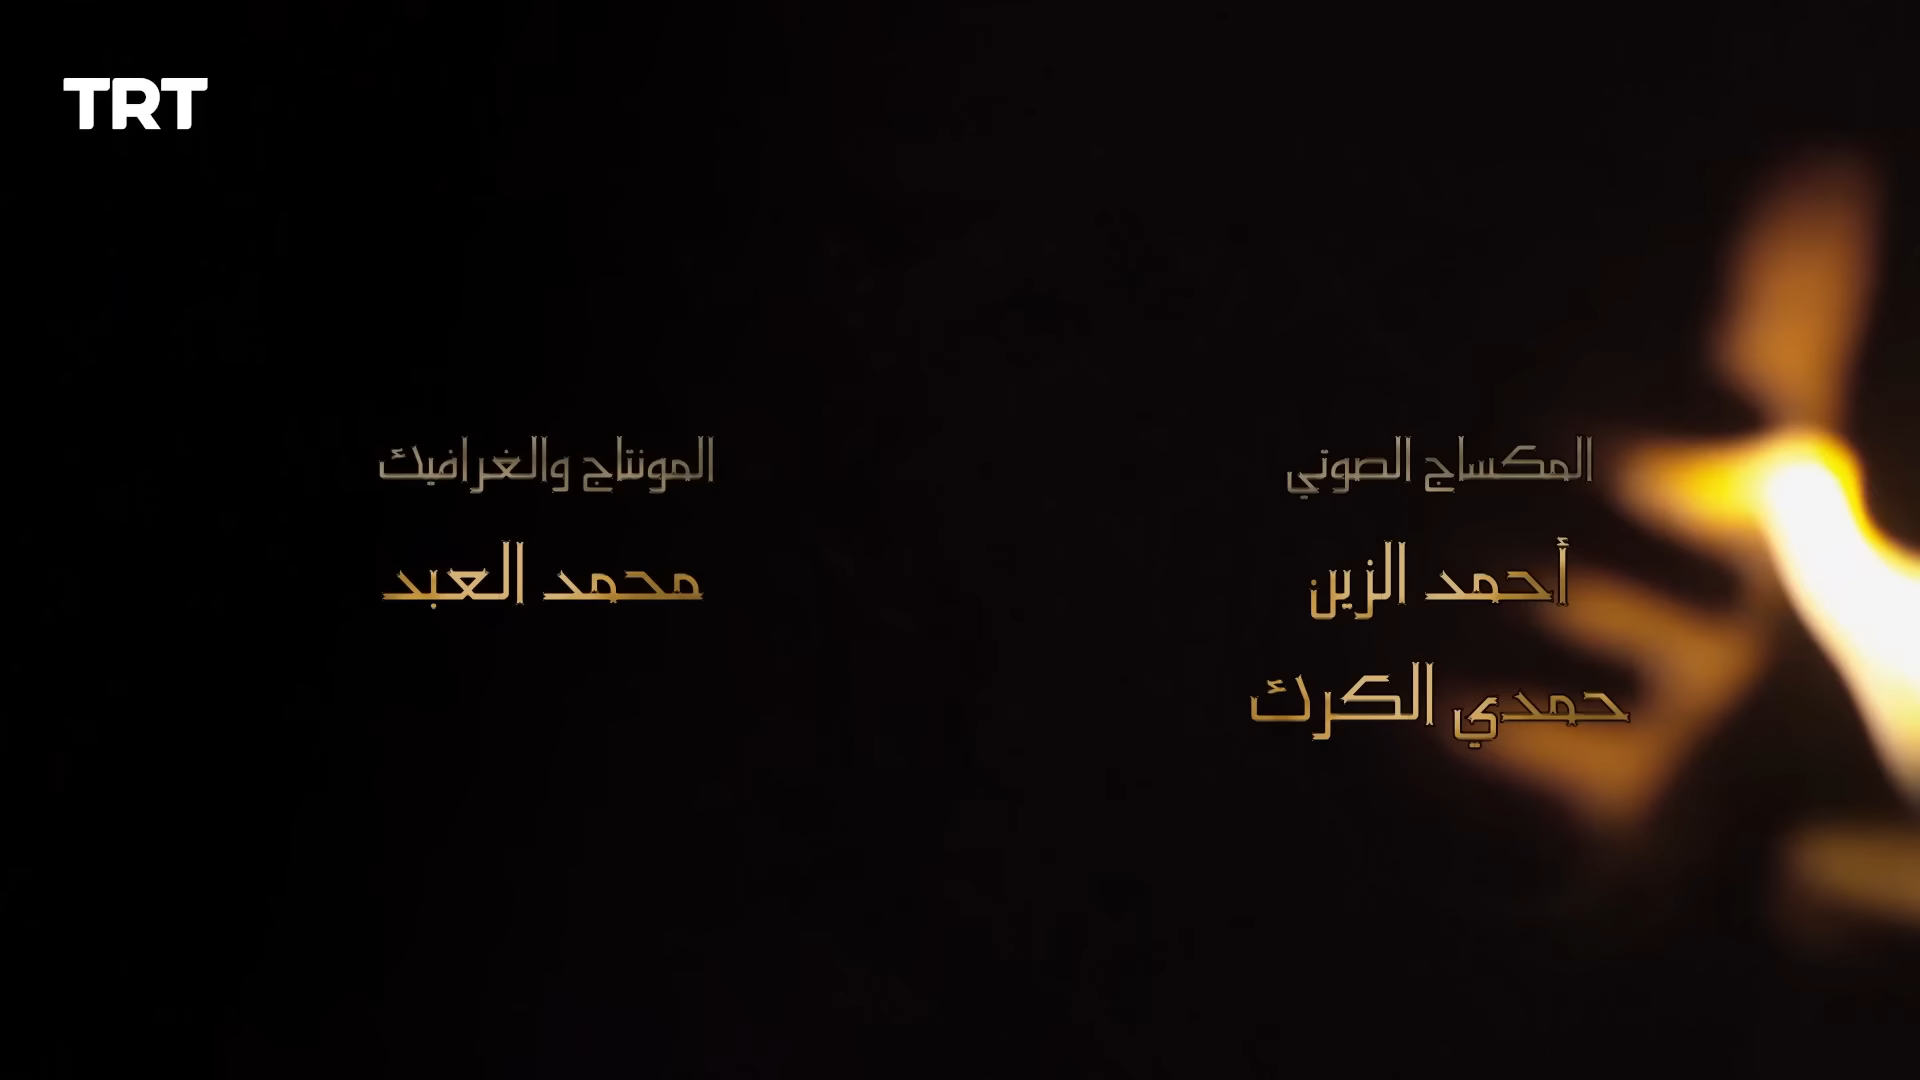 TRT
المكساج الصوتي
أحمد الزين
حمدي الكرك
المونتاج والغرافيك
محمد العبد